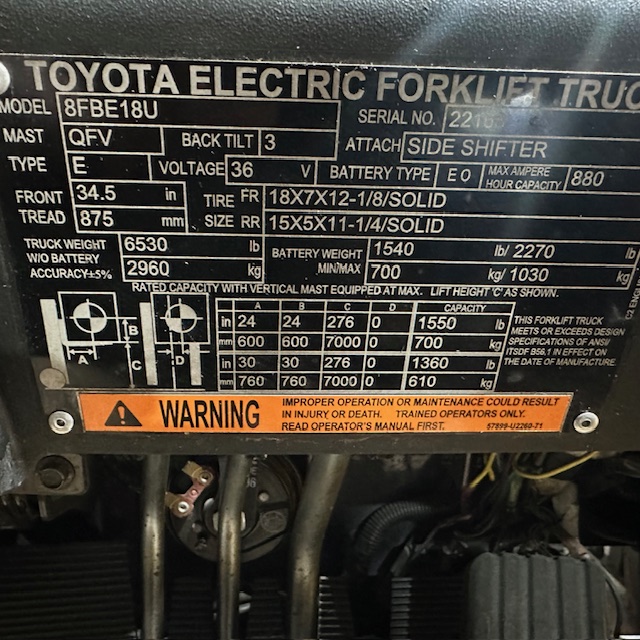 TOYOTA ELECTRIC FORKLIFT TRUC
MODEL 8FBE18U SERIAL NO. 2216
MAST QFV BACK TILT 3 ATTACH SIDE SHIFTER
TYPE E VOLTAGE 36 V BATTERY TYPE E O MAX AMPERE HOUR CAPACITY 880
FRONT TREAD 34.5 in 875 mm
TIRE SIZE FR 18X7X12-1/8/SOLID
RR 15X5X11-1/4/SOLID
TRUCK WEIGHT W/O BATTERY ACCURACY±5% 6530 lb 2960 kg
BATTERY WEIGHT MIN/MAX 1540 lb/ 2270 lb
700 kg/ 1030 kg
RATED CAPACITY WITH VERTICAL MAST EQUIPPED AT MAX. LIFT HEIGHT 'C' AS SHOWN.
A B C D CAPACITY
in 24 24 276 0 1550 lb
mm 600 600 7000 0 700 kg
in 30 30 276 0 1360 lb
mm 760 760 7000 0 610 kg
A B C D
THIS FORKLIFT TRUCK
MEETS OR EXCEEDS DESIGN
SPECIFICATIONS OF ANSI/
ITSDF B56.1 IN EFFECT ON
THE DATE OF MANUFACTURE.
WARNING
IMPROPER OPERATION OR MAINTENANCE COULD RESULT
IN INJURY OR DEATH. TRAINED OPERATORS ONLY.
READ OPERATOR'S MANUAL FIRST. 57899-U2260-71